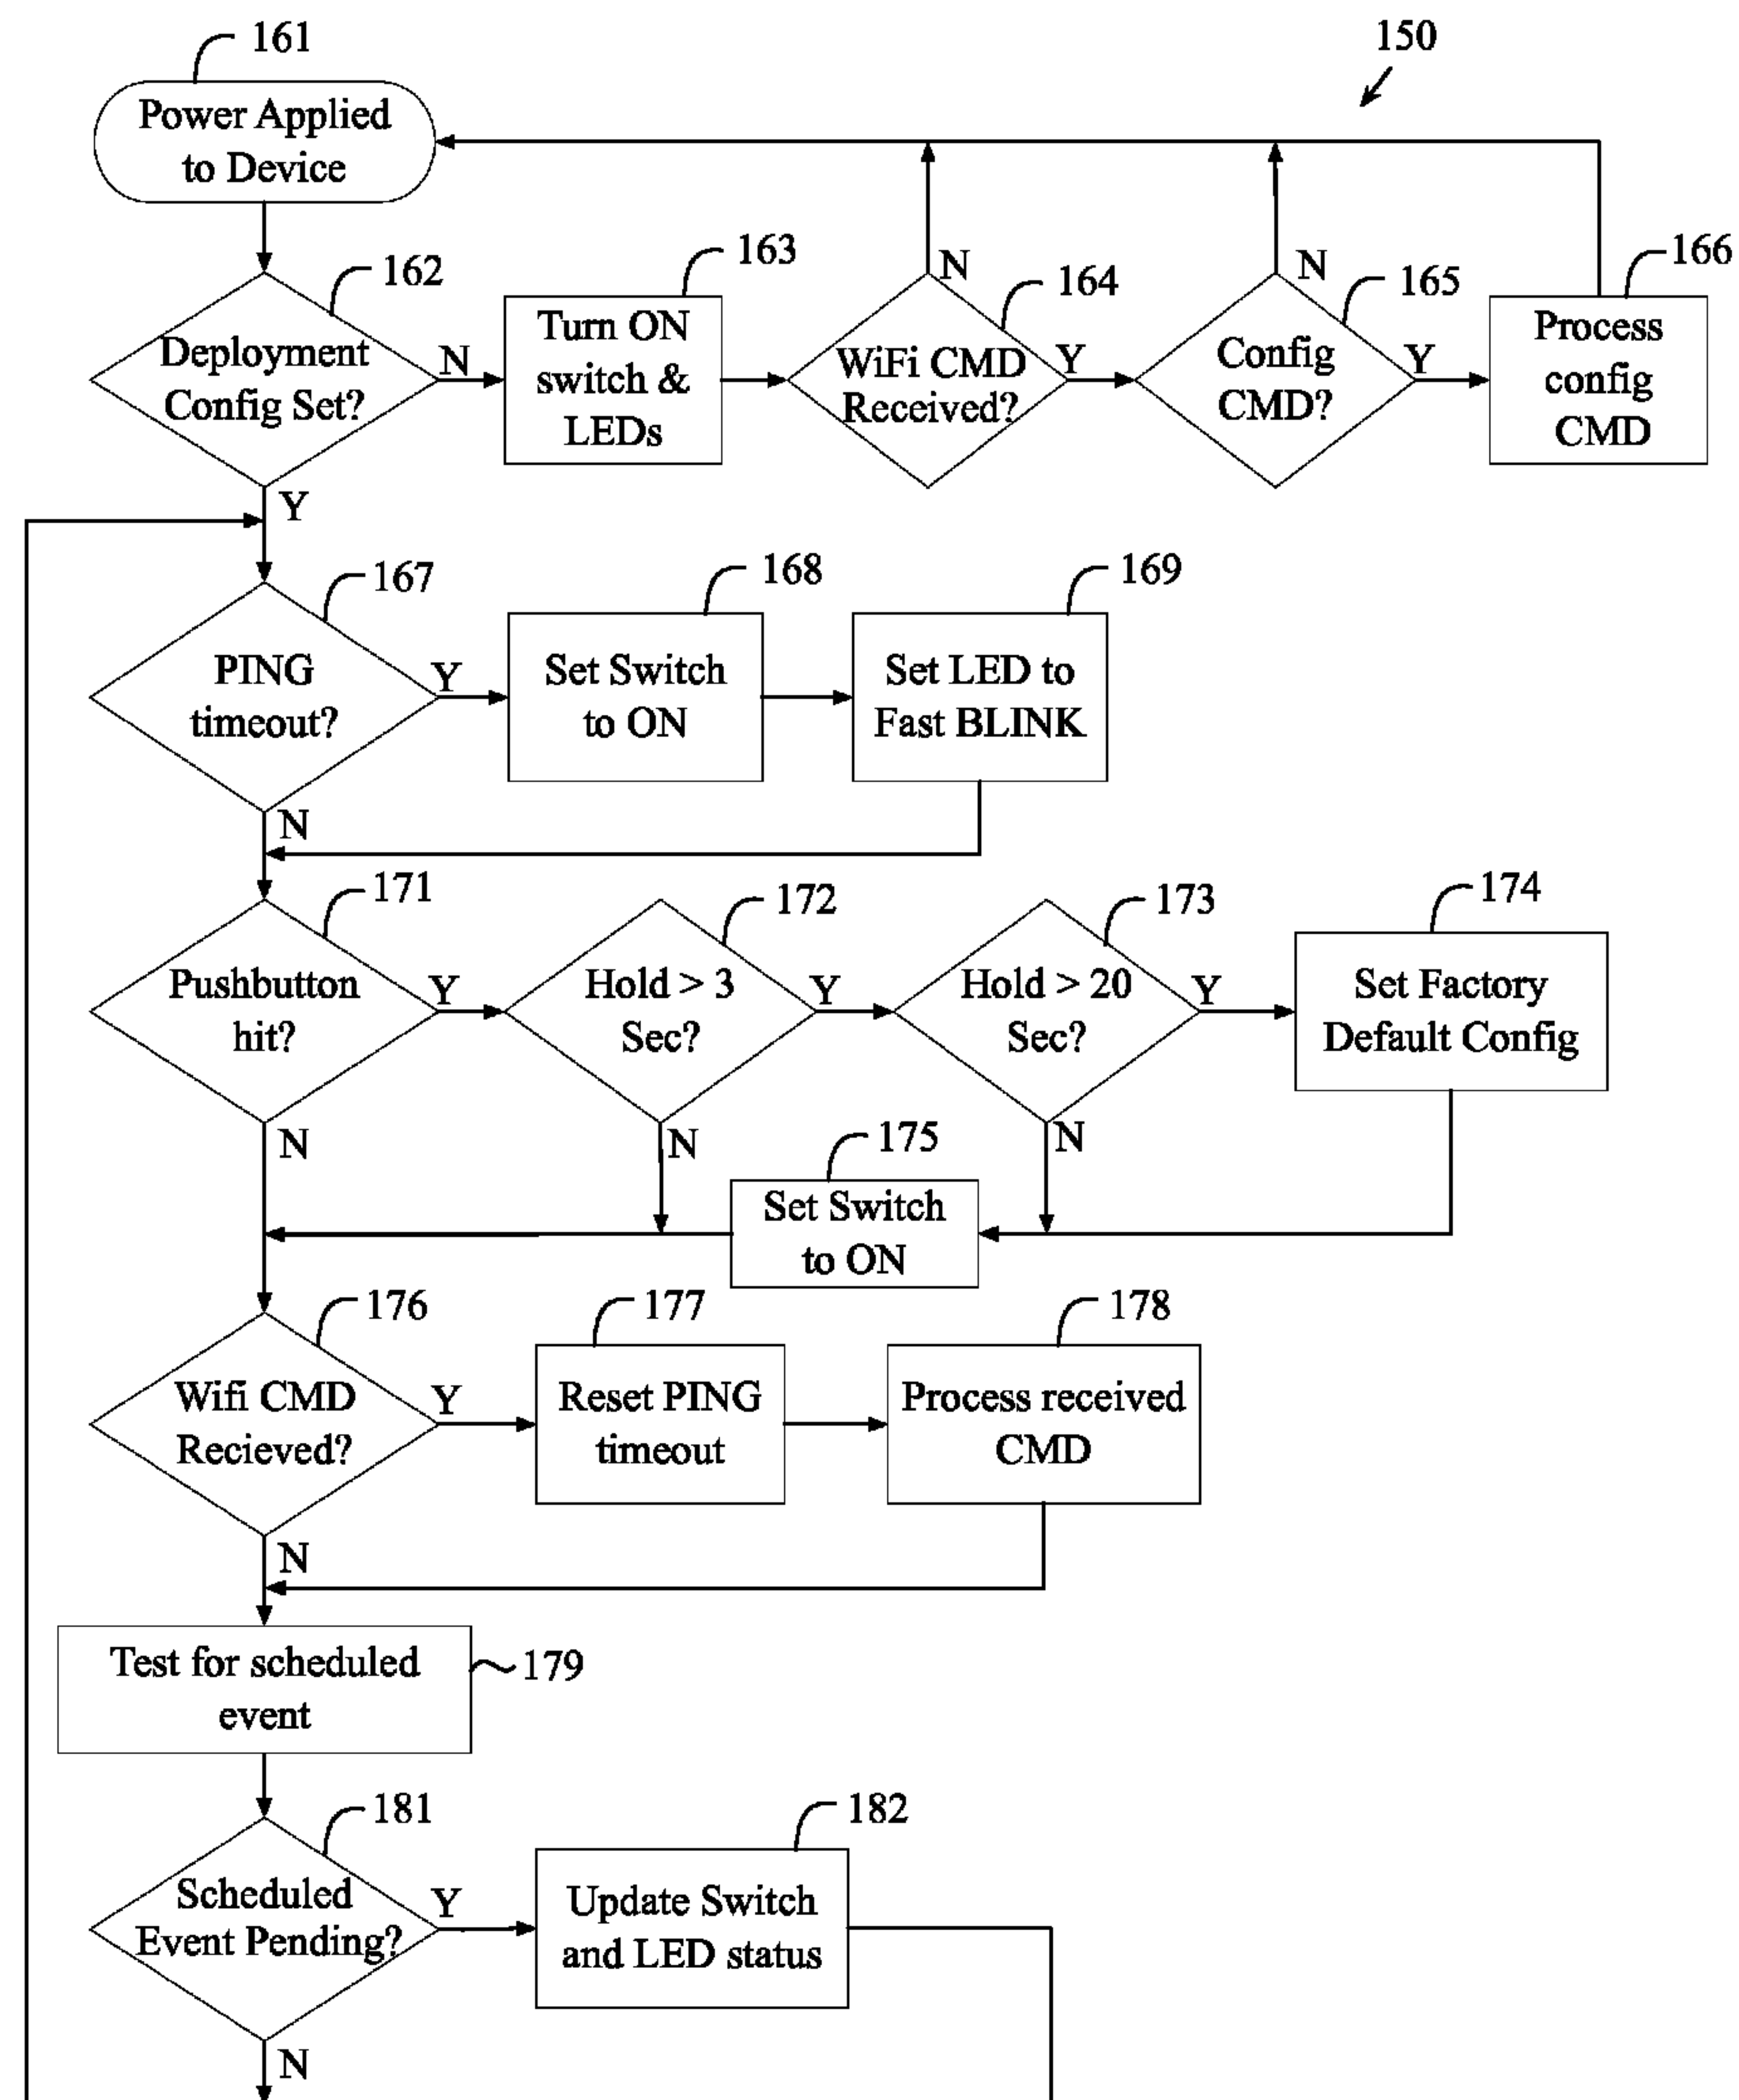 161
150
Power Applied
to Device
162
Deployment
Config Set?
N
Y
163
Turn ON
switch &
LEDs
164
WiFi CMD
Received?
N
Y
165
Config
CMD?
N
Y
166
Process
config
CMD
167
PING
timeout?
Y
N
168
Set Switch
to ON
169
Set LED to
Fast BLINK
171
Pushbutton
hit?
Y
N
172
Hold > 3
Sec?
Y
N
173
Hold > 20
Sec?
Y
N
174
Set Factory
Default Config
175
Set Switch
to ON
176
Wifi CMD
Recieved?
Y
N
177
Reset PING
timeout
178
Process received
CMD
Test for scheduled
event
179
181
Scheduled
Event Pending?
Y
N
182
Update Switch
and LED status